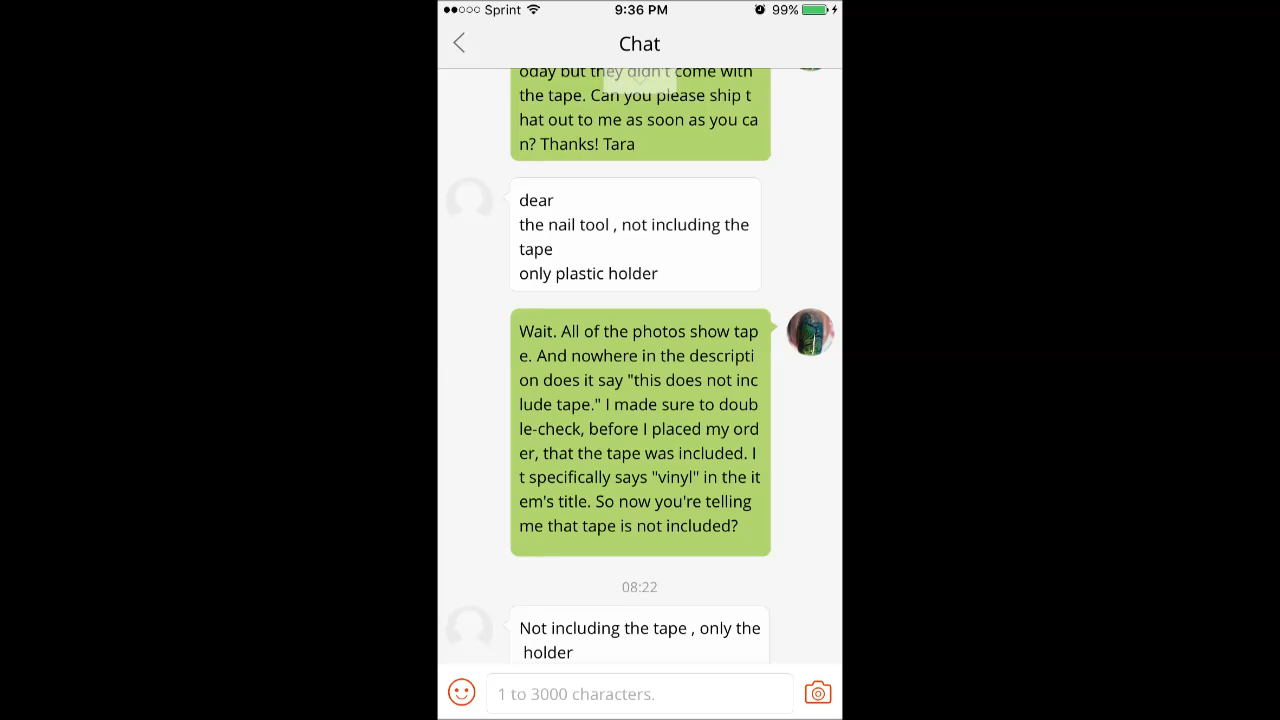 Sprint 9:36 PM 99%
Chat
oday but they didn't come with
the tape. Can you please ship t
hat out to me as soon as you ca
n? Thanks! Tara
dear
the nail tool , not including the
tape
only plastic holder
Wait. All of the photos show tap
e. And nowhere in the descripti
on does it say "this does not inc
lude tape." I made sure to doub
le-check, before I placed my ord
er, that the tape was included. I
t specifically says "vinyl" in the it
em's title. So now you're telling
me that tape is not included?
08:22
Not including the tape , only the
holder
1 to 3000 characters.